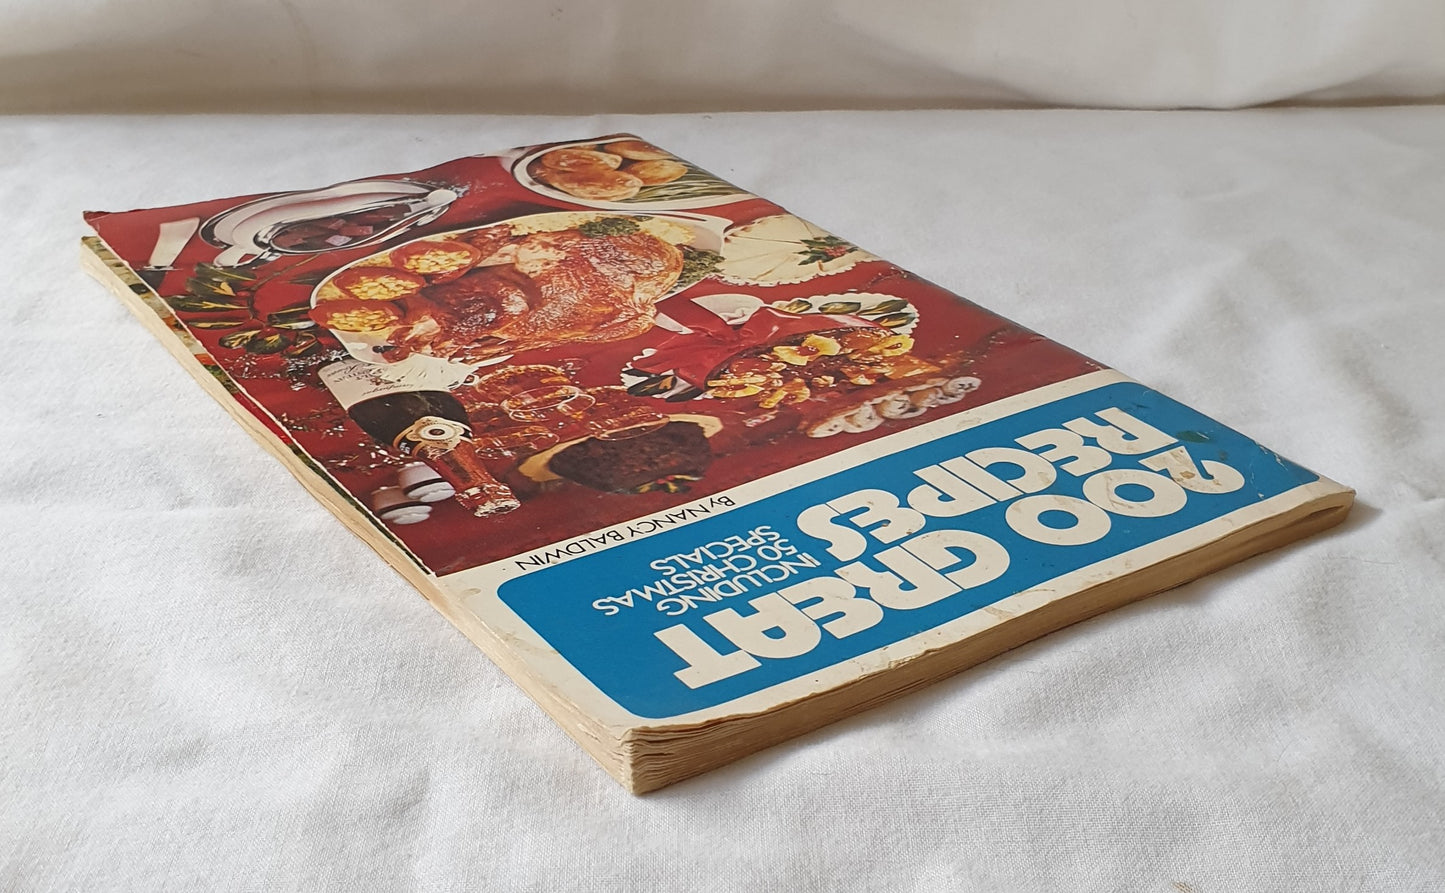 200 GREAT
RECIPES
INCLUDING
50 CHRISTMAS
SPECIALS
BY NANCY BALDWIN